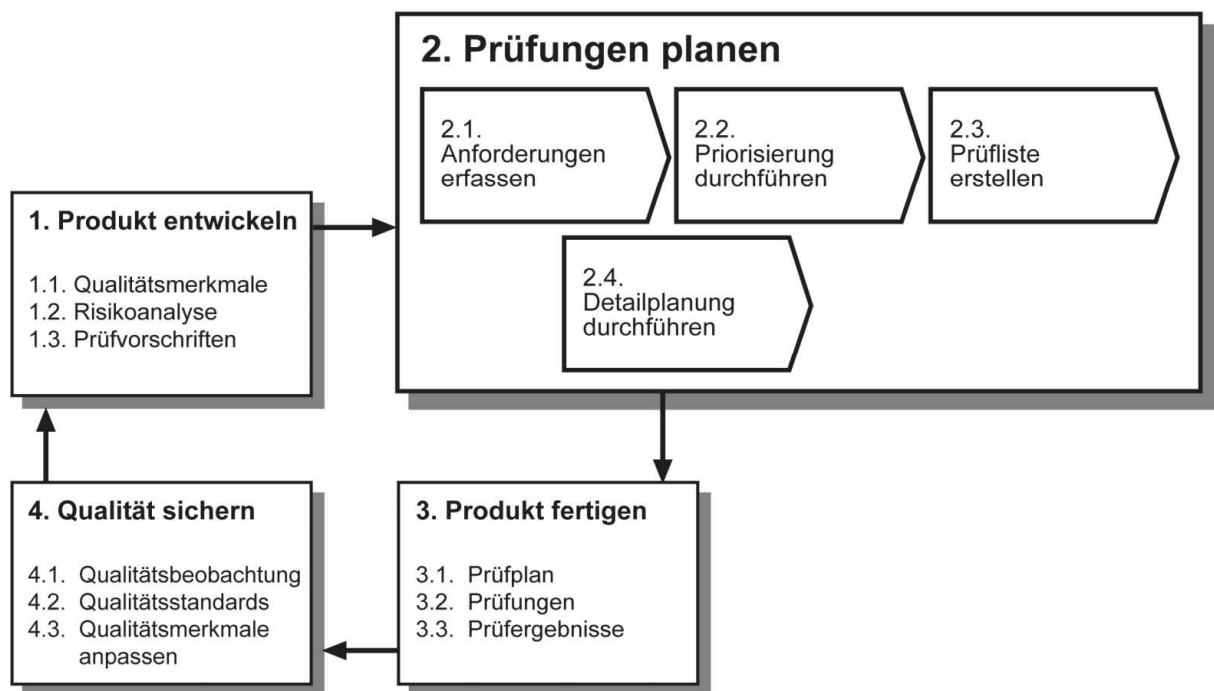 2. Prüfungen planen
2.1.
Anforderungen
erfassen
2.2.
Priorisierung
durchführen
2.3.
Prüfliste
erstellen
2.4.
Detailplanung
durchführen
1. Produkt entwickeln
1.1. Qualitätsmerkmale
1.2. Risikoanalyse
1.3. Prüfvorschriften
4. Qualität sichern
4.1. Qualitätsbeobachtung
4.2. Qualitätsstandards
4.3. Qualitätsmerkmale
anpassen
3. Produkt fertigen
3.1. Prüfplan
3.2. Prüfungen
3.3. Prüfergebnisse